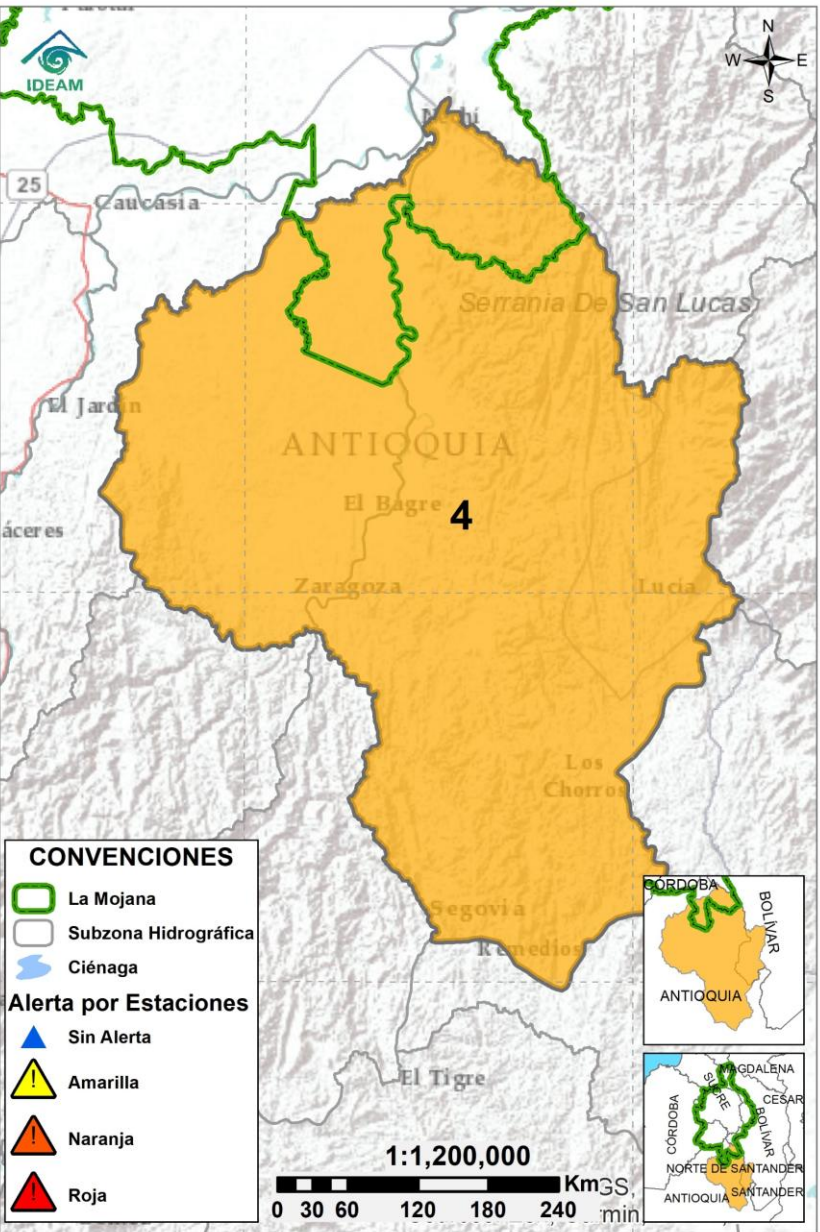 IDEAM
N
W E
S
25
Caucasia
Serrania De San Lucas
El Jardin
ANTIOQUIA
El Bagre
4
áceres
Zaragoza
Lucia
Los
Chorros
Segovia
Remedios
El Tigre
CONVENCIONES
La Mojana
Subzona Hidrográfica
Ciénaga
Alerta por Estaciones
Sin Alerta
Amarilla
Naranja
Roja
1:1,200,000
Km
0 30 60 120 180 240
min
CÓRDOBA
BOLÍVAR
ANTIOQUIA
MAGDALENA
SUCRE
CESAR
CÓRDOBA
BOLÍVAR
NORTE DE SANTANDER
ANTIOQUIA
SANTANDER